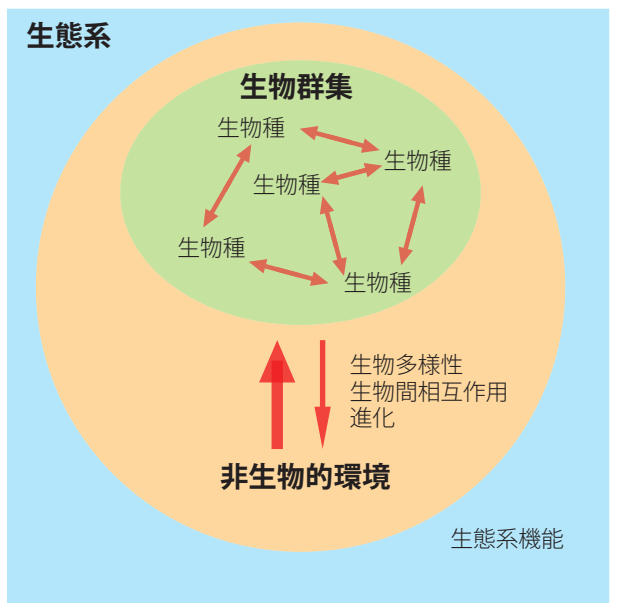 生態系
生物群集
生物種
生物種
生物種
生物種
生物種
生物多様性
生物間相互作用
進化
非生物的環境
生態系機能